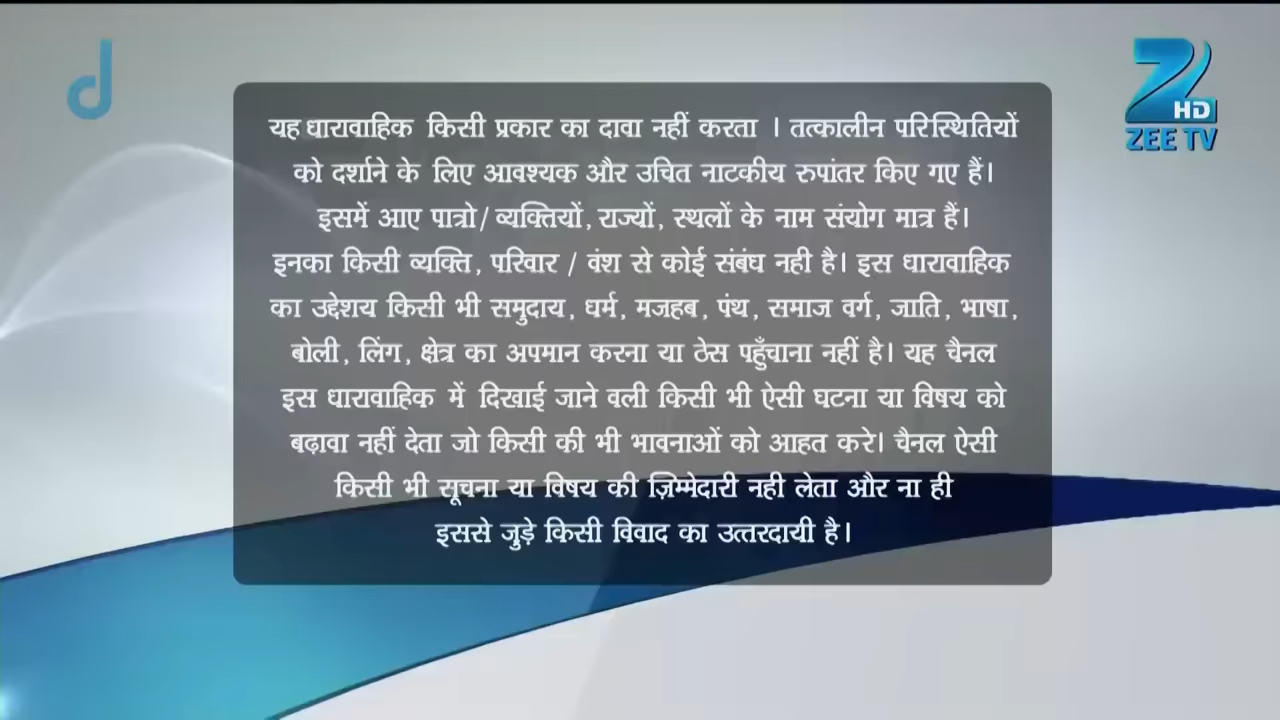 d
Z
HD
ZEE TV
यह धारावाहिक किसी प्रकार का दावा नहीं करता । तत्कालीन परिस्थितियों
को दर्शाने के लिए आवश्यक और उचित नाटकीय रुपांतर किए गए हैं।
इसमें आए पात्रो/ व्यक्तियों, राज्यों, स्थलों के नाम संयोग मात्र हैं।
इनका किसी व्यक्ति, परिवार / वंश से कोई संबंघ नही है। इस धारावाहिक
का उद्देशय किसी भी समुदाय, धर्म, मजहब, पंथ, समाज वर्ग, जाति, भाषा,
बोली, लिंग, क्षेत्र का अपमान करना या ठेस पहुँचाना नहीं है। यह चैनल
इस धारावाहिक में दिखाई जाने वली किसी भी ऐसी घटना या विषय को
बढ़ावा नहीं देता जो किसी की भी भावनाओं को आहत करे। चैनल ऐसी
किसी भी सूचना या विषय की ज़िम्मेदारी नही लेता और ना ही
इससे जुड़े किसी विवाद का उत्तरदायी है।